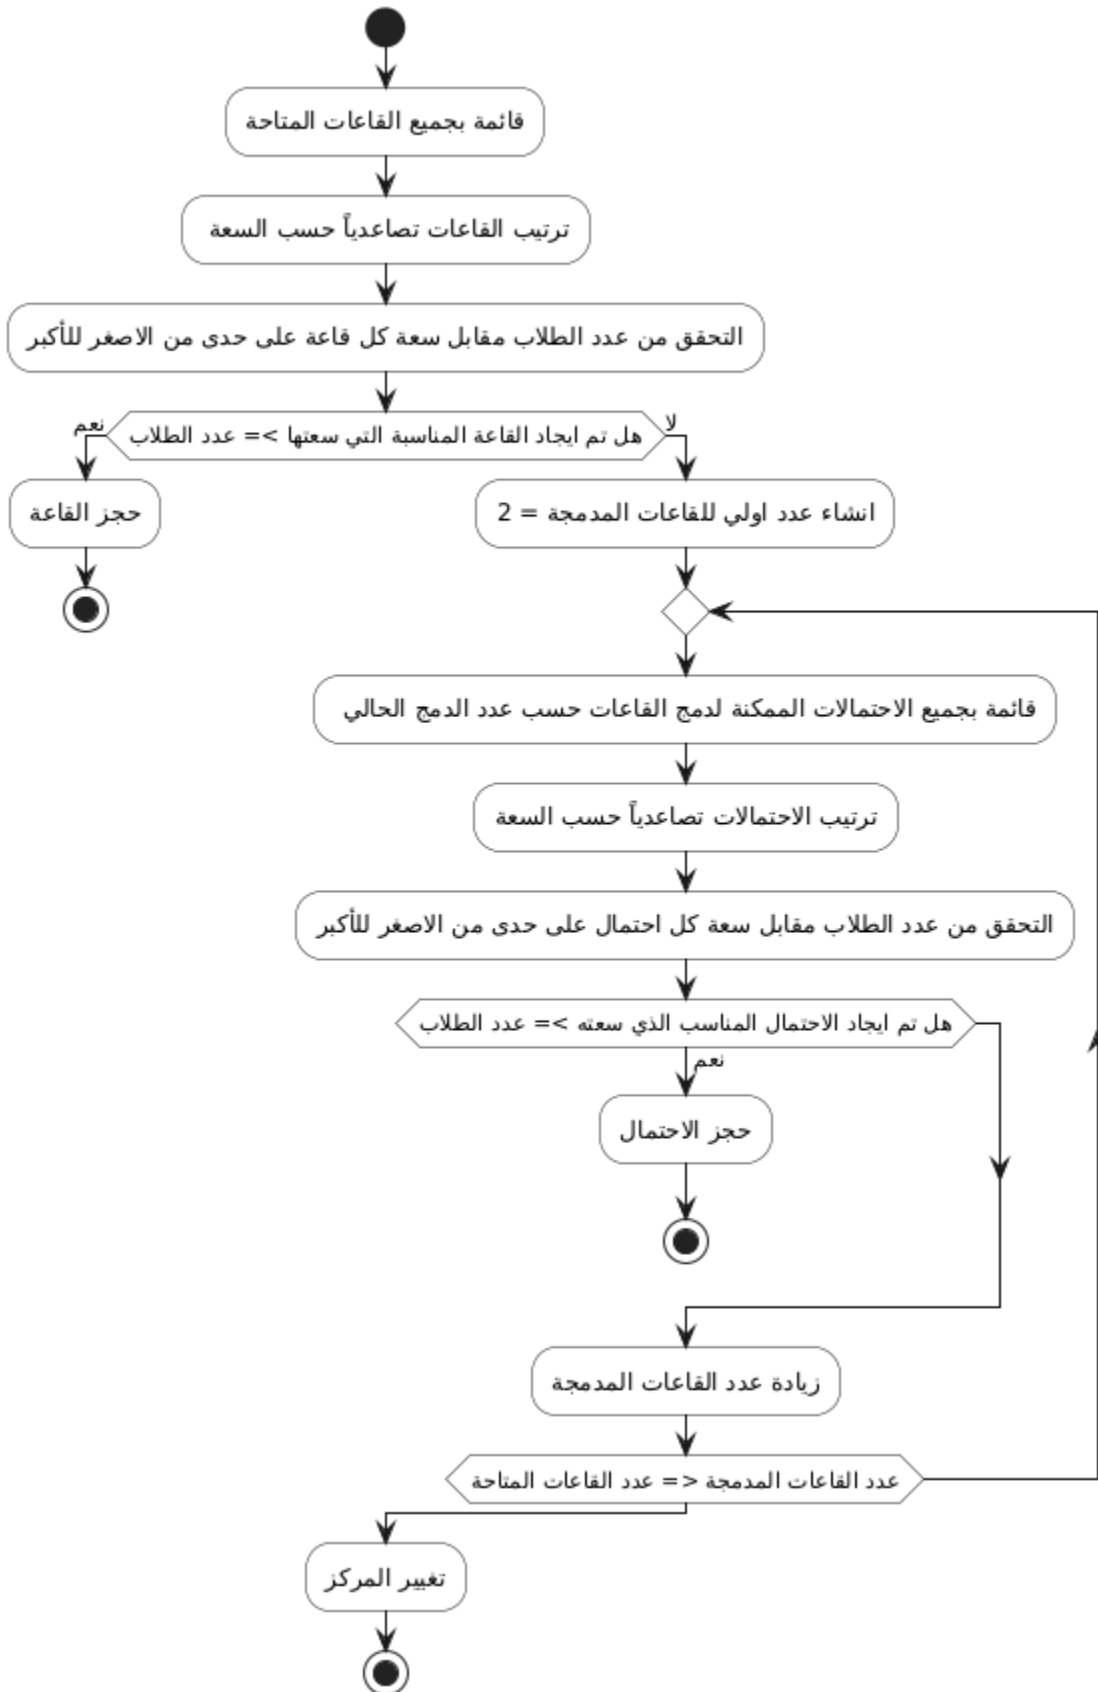 قائمة بجميع القاعات المتاحة
ترتيب القاعات تصاعدياً حسب السعة
التحقق من عدد الطلاب مقابل سعة كل قاعة على حدى من الاصغر للأكبر
هل تم ايجاد القاعة المناسبة التي سعتها >= عدد الطلاب
نعم
لا
حجز القاعة
انشاء عدد اولي للقاعات المدمجة = 2
قائمة بجميع الاحتمالات الممكنة لدمج القاعات حسب عدد الدمج الحالي
ترتيب الاحتمالات تصاعدياً حسب السعة
التحقق من عدد الطلاب مقابل سعة كل احتمال على حدى من الاصغر للأكبر
هل تم ايجاد الاحتمال المناسب الذي سعته >= عدد الطلاب
نعم
حجز الاحتمال
زيادة عدد القاعات المدمجة
عدد القاعات المدمجة <= عدد القاعات المتاحة
تغيير المركز